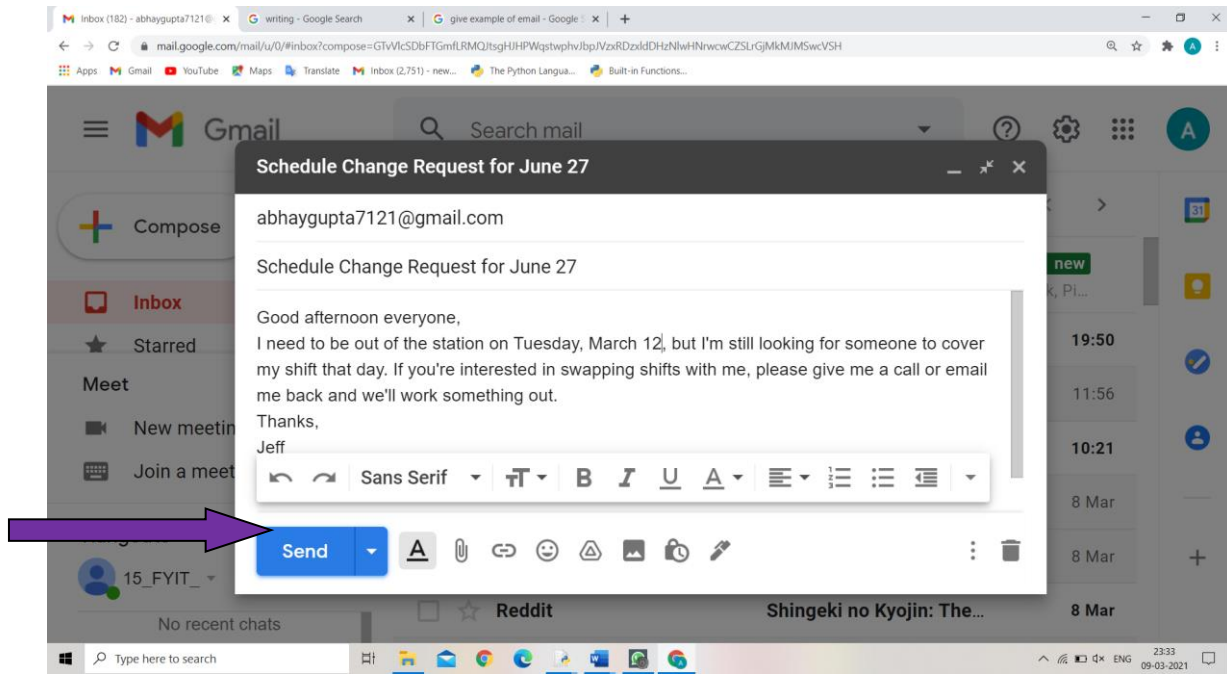 Inbox (182) - abhaygupta7121@
writing - Google Search
give example of email - Google S
mail.google.com/mail/u/0/#inbox?compose=
Apps Gmail YouTube Maps Translate Inbox (2,751) - new... The Python Langua... Built-in Functions...
Gmail
Search mail
A
Schedule Change Request for June 27
Compose
abhaygupta7121@gmail.com
31
Schedule Change Request for June 27
new
k, Pi...
Inbox
Good afternoon everyone,
Starred
I need to be out of the station on Tuesday, March 12, but I'm still looking for someone to cover
19:50
my shift that day. If you're interested in swapping shifts with me, please give me a call or email
Meet
me back and we'll work something out.
11:56
Thanks,
New meetin
Jeff
10:21
Join a meet
Sans Serif
B I U A
8 Mar
Send
A
8 Mar
15_FYIT_
Reddit
Shingeki no Kyojin: The...
8 Mar
No recent chats
Type here to search
ENG
23:33
09-03-2021